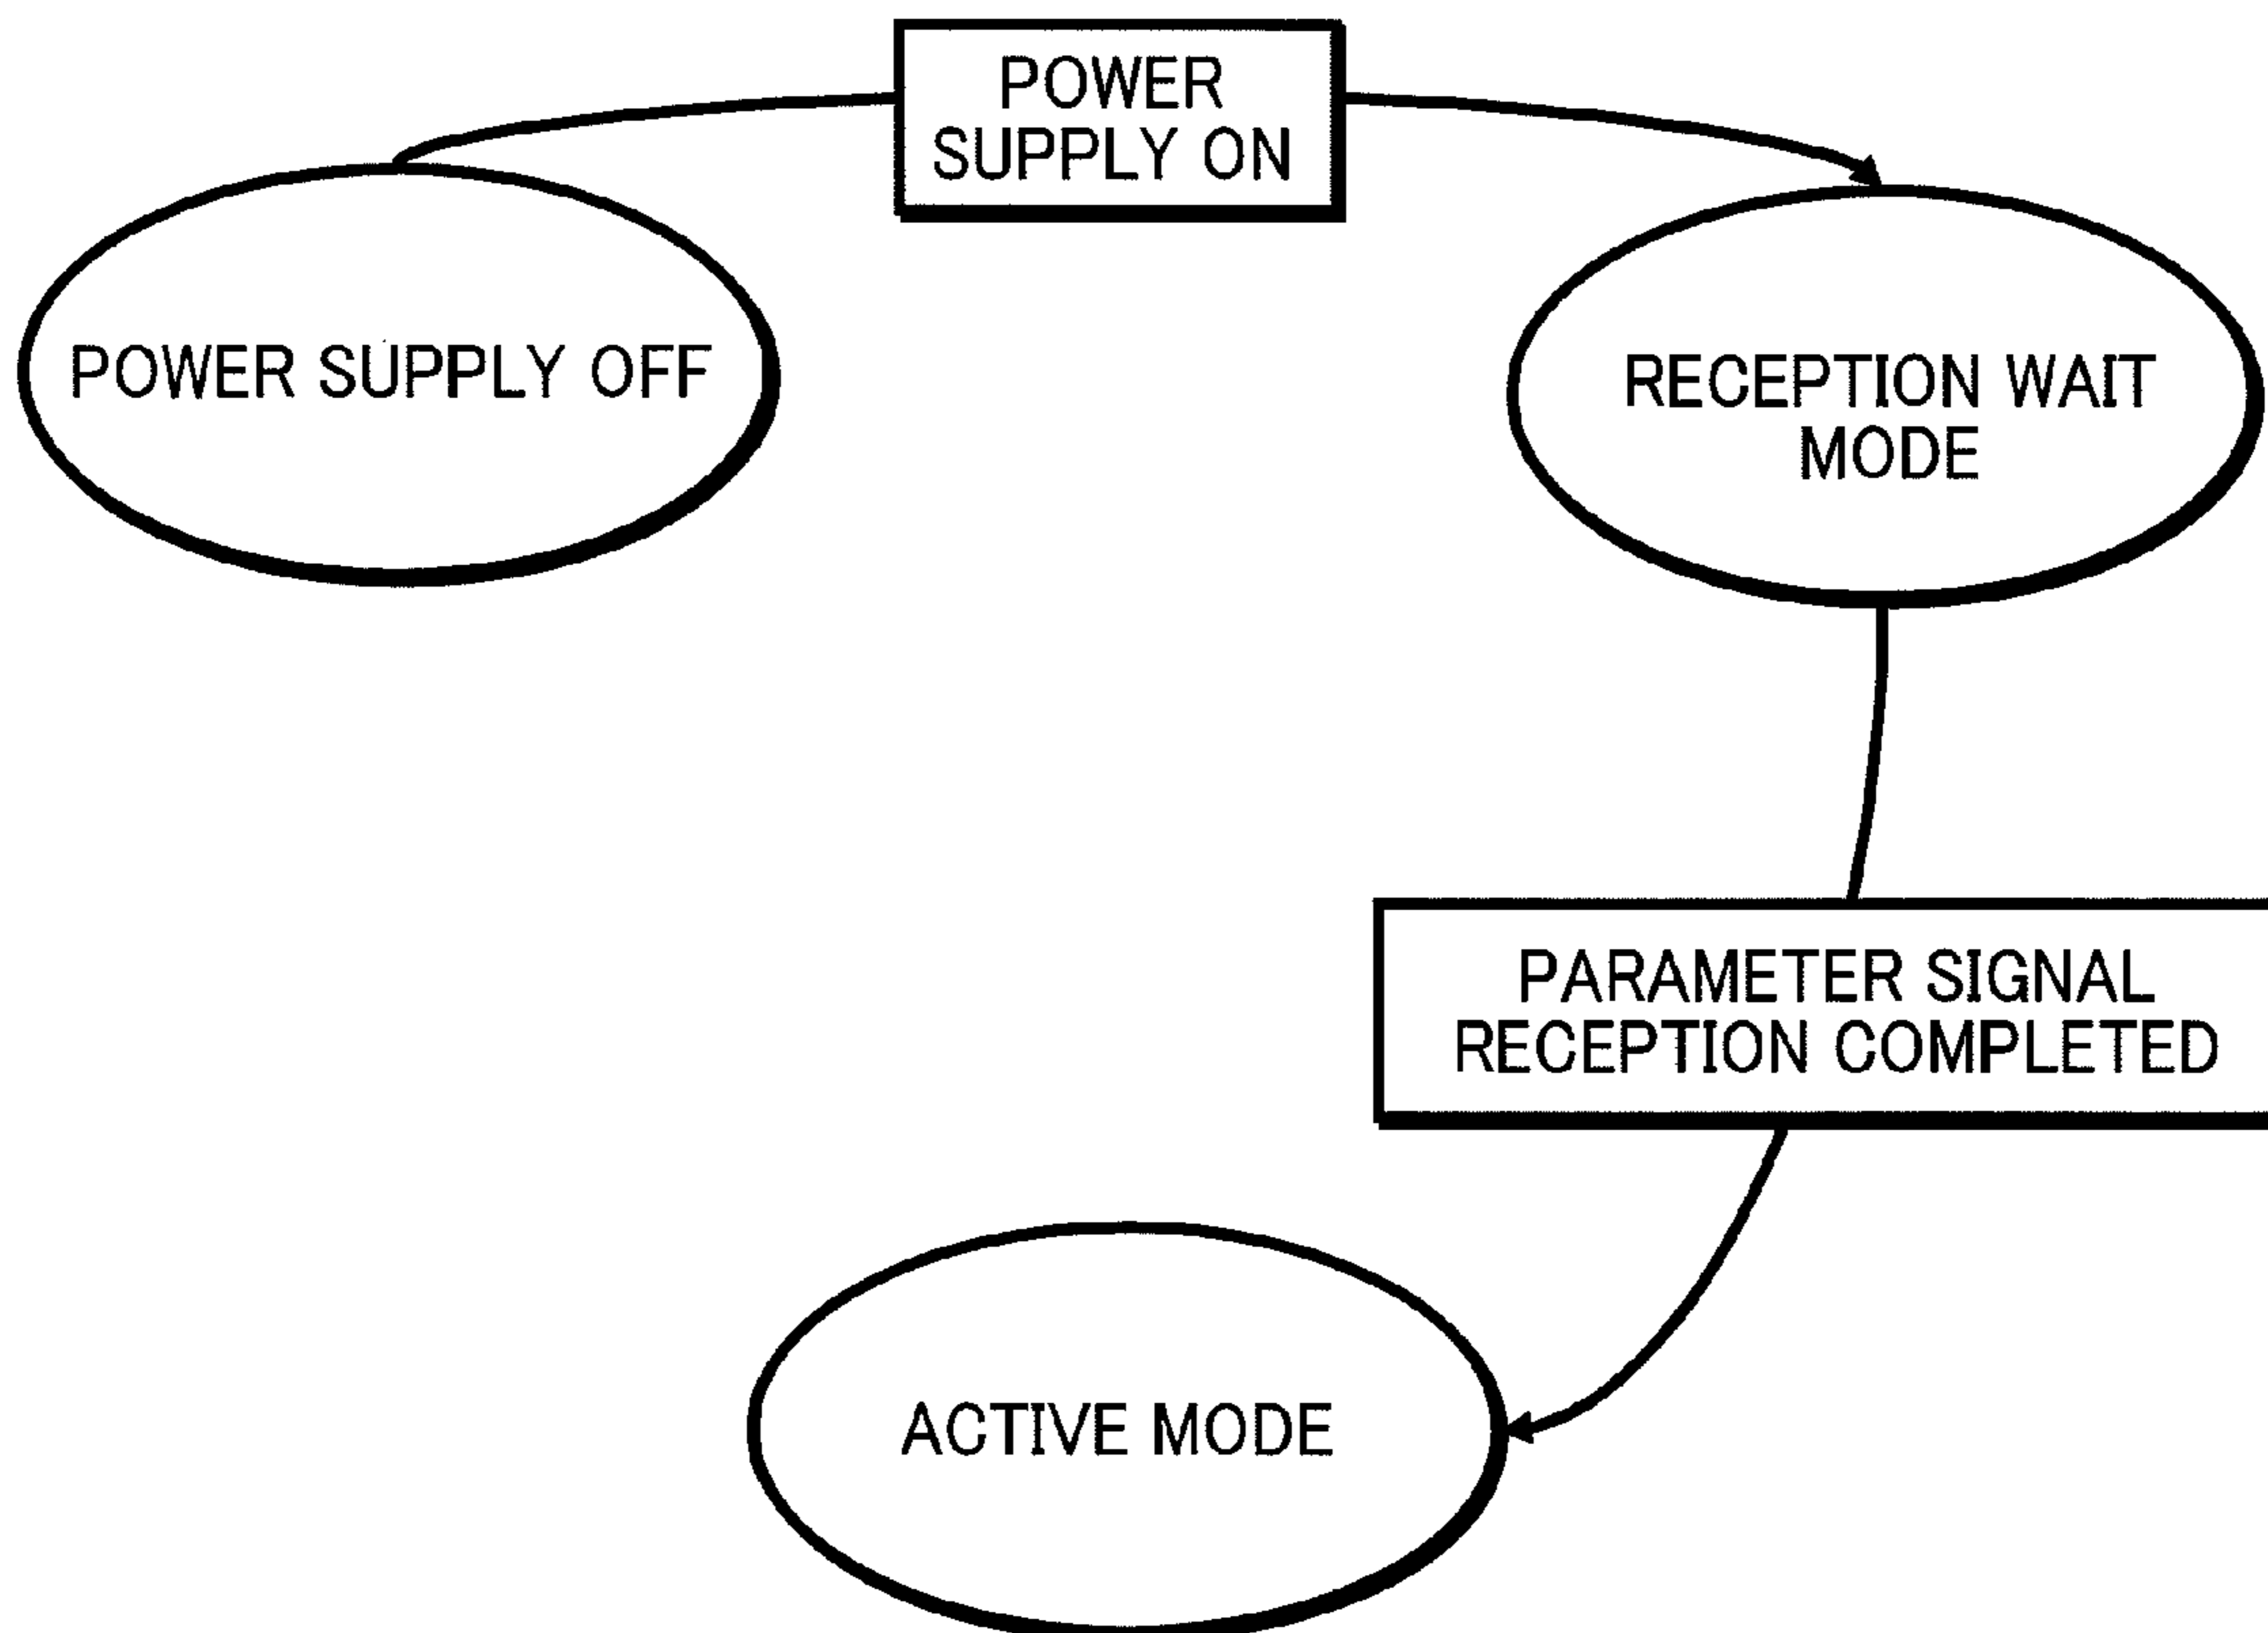 POWER
SUPPLY ON
POWER SUPPLY OFF
RECEPTION WAIT
MODE
PARAMETER SIGNAL
RECEPTION COMPLETED
ACTIVE MODE